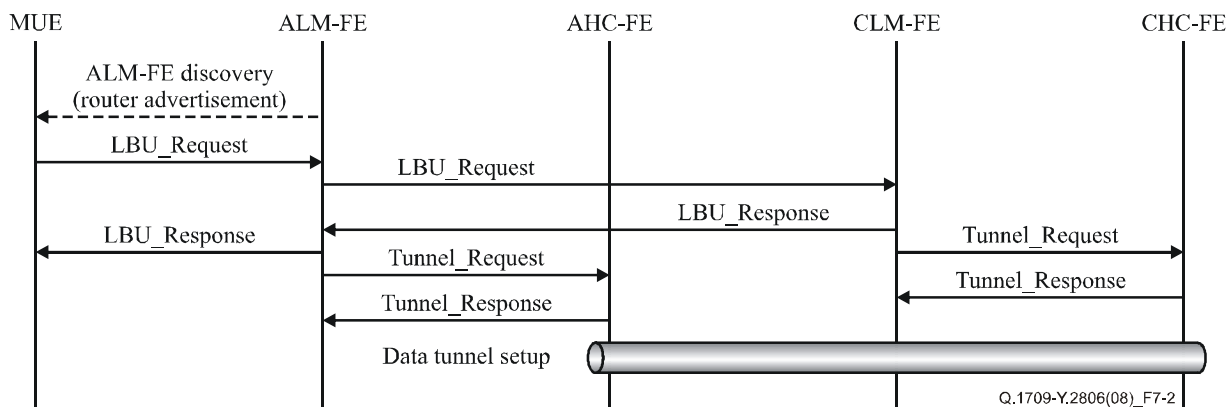 MUE
ALM-FE
AHC-FE
CLM-FE
CHC-FE
ALM-FE discovery
(router advertisement)
LBU_Request
LBU_Request
LBU_Response
LBU_Response
Tunnel_Request
Tunnel_Request
Tunnel_Response
Tunnel_Response
Data tunnel setup
Q.1709-Y.2806(08)_F7-2